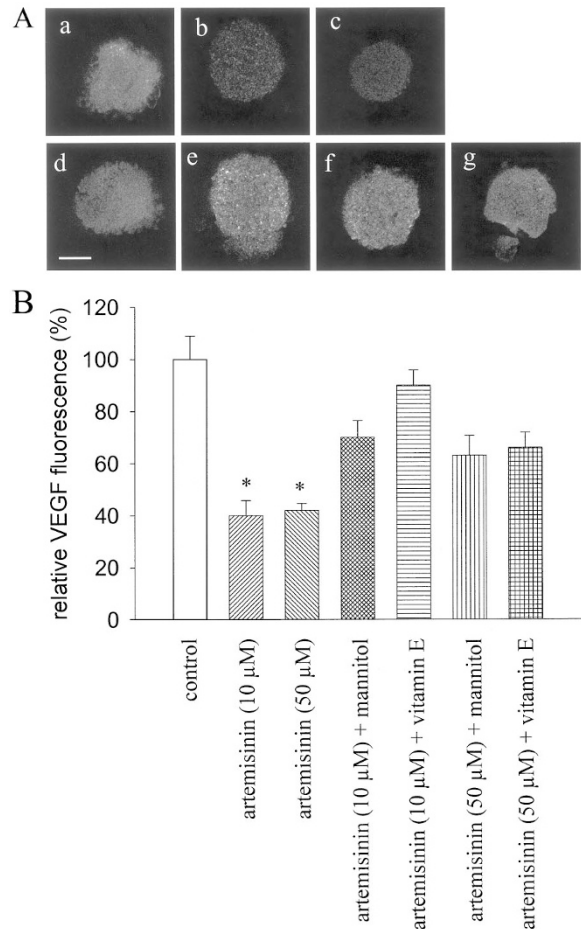 A
a
b
c
d
e
f
g
B
relative VEGF fluorescence (%)
120
100
80
60
40
20
0
*
*
control
artemisinin (10 μM)
artemisinin (50 μM)
artemisinin (10 μM) + mannitol
artemisinin (10 μM) + vitamin E
artemisinin (50 μM) + mannitol
artemisinin (50 μM) + vitamin E